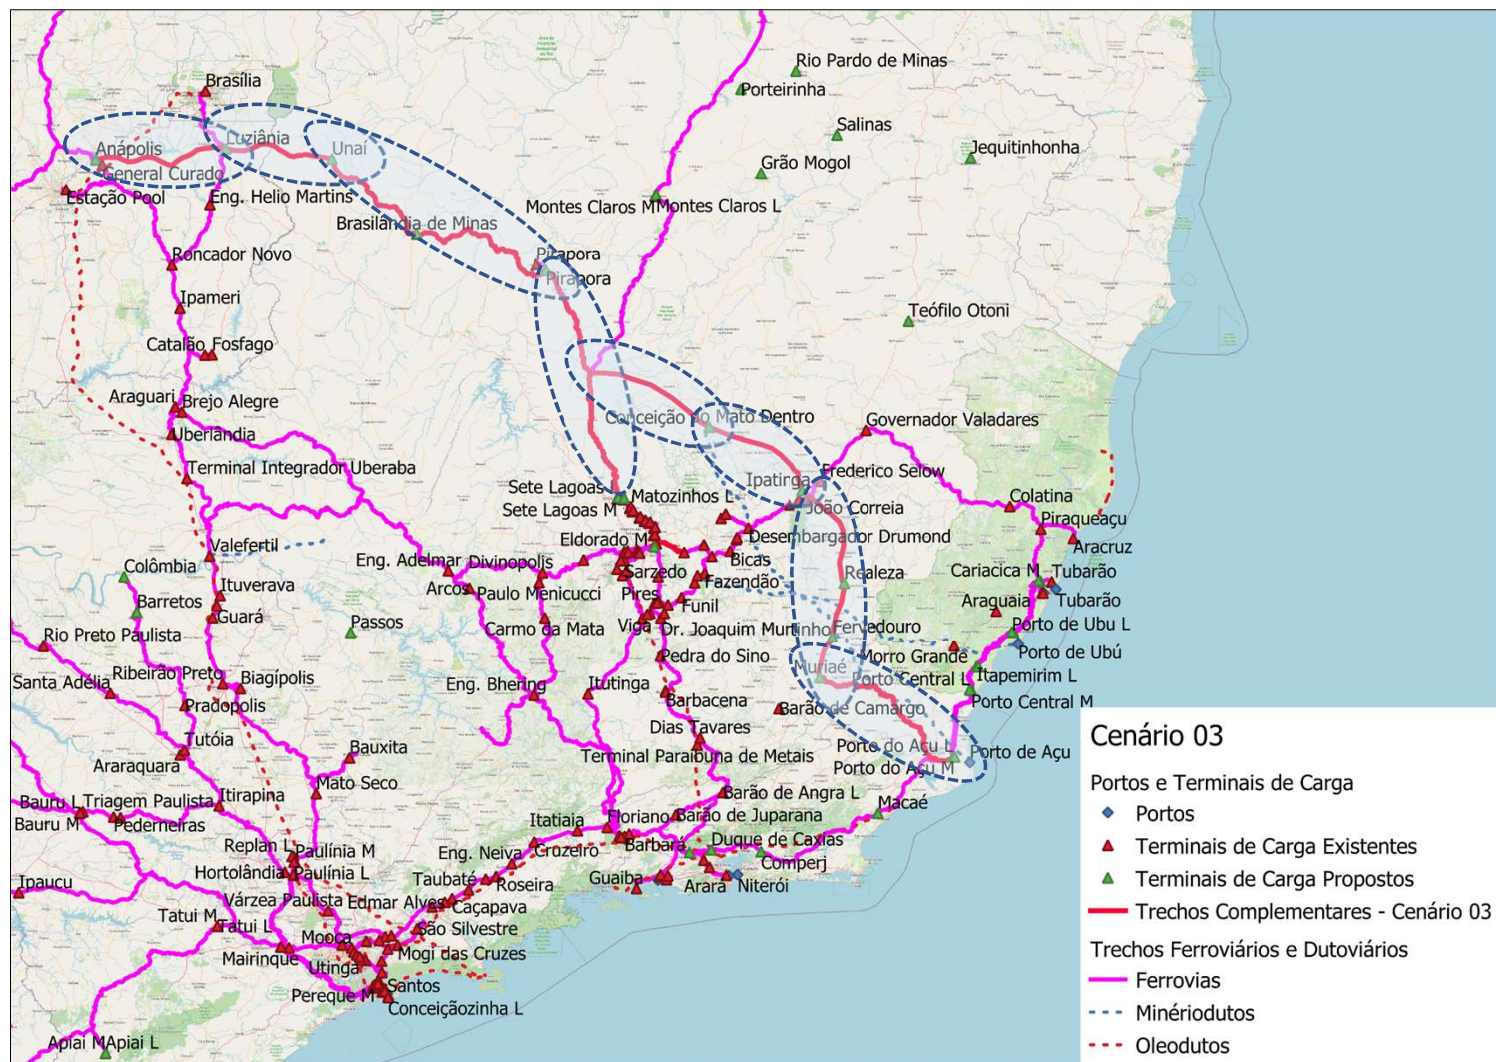 Rio Pardo de Minas
Porteirinha
Brasília
Salinas
Luziânia
Anápolis
Unaí
Jequitinhonha
Grão Mogol
General Curado
Estação Pool
Eng. Helio Martins
Montes Claros M
Montes Claros L
Brasilândia de Minas
Roncador Novo
Pirapora
Pirapora
Ipameri
Teófilo Otoni
Catalão
Fosfago
Araguari
Brejo Alegre
Conceição do Mato Dentro
Governador Valadares
Uberlândia
Terminal Integrador Uberaba
Frederico Selow
Ipatinga
Sete Lagoas L
Matozinhos L
Colatina
Sete Lagoas M
João Correia
Piraqueaçu
Eldorado M
Desembargador Drumond
Aracruz
Valefertil
Eng. Adelmar
Divinopolis
Bicas
Colômbia
Sarzedo
Realeza
Cariacica M
Tubarão
Ituverava
Arcos
Paulo Menicucci
Pires
Fazendão
Araguaia
Tubarão
Barretos
Guará
Passos
Funil
Rio Preto Paulista
Carmo da Mata
Viga
Dr. Joaquim Murtinho
Fervedouro
Porto de Ubu L
Pedra do Sino
Morro Grande
Porto de Ubú
Ribeirão Preto
Muriaé
Santa Adélia
Biagípolis
Eng. Bhering
Itutinga
Porto Central L
Itapemirim L
Pradopolis
Barbacena
Barão de Camargo
Porto Central M
Dias Tavares
Tutóia
Bauxita
Terminal Paraibuna de Metais
Porto do Açu L
Porto de Açu
Araraquara
Porto do Açu M
Mato Seco
Barão de Angra L
Bauru L
Triagem Paulista
Itirapina
Macaé
Bauru M
Pederneiras
Itatiaia
Floriano
Barão de Juparana
Replan L
Paulínia M
Cruzeiro
Barbará
Duque de Caxias
Eng. Neiva
Comperj
Hortolândia
Paulínia L
Taubaté
Roseira
Guaiba
Arará
Niterói
Ipaucu
Várzea Paulista
Edmar Alves
Caçapava
Tatui M
Tatui L
São Silvestre
Mooca
Mairinque
Utinga
Mogi das Cruzes
Santos
Pereque M
Conceiçãozinha L
Apiai M
Apiai L
Cenário 03
Portos e Terminais de Carga
Portos
Terminais de Carga Existentes
Terminais de Carga Propostos
Trechos Complementares - Cenário 03
Trechos Ferroviários e Dutoviários
Ferrovias
Minériodutos
Oleodutos